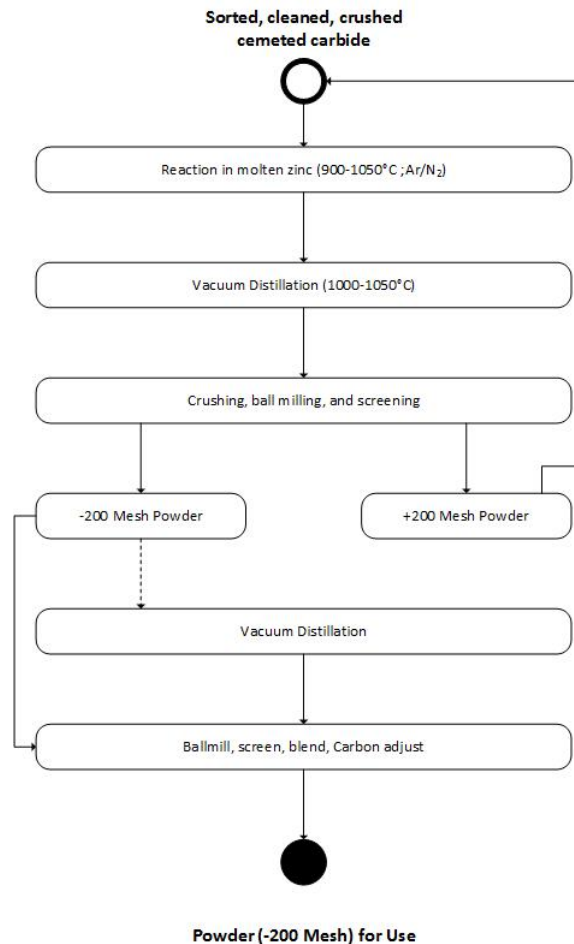 Sorted, cleaned, crushed
cemeted carbide
Reaction in molten zinc (900-1050°C ;Ar/N₂)
Vacuum Distillation (1000-1050°C)
Crushing, ball milling, and screening
-200 Mesh Powder
+200 Mesh Powder
Vacuum Distillation
Ballmill, screen, blend, Carbon adjust
Powder (-200 Mesh) for Use